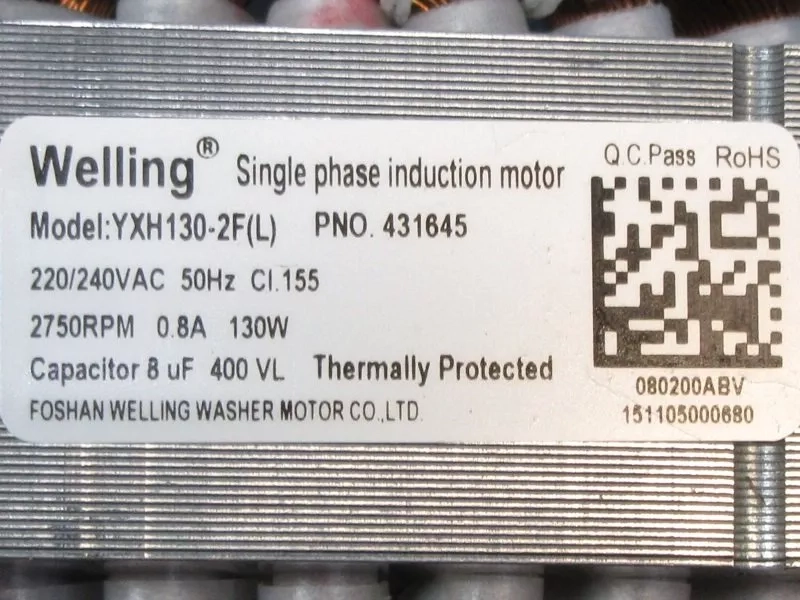 Welling® Single phase induction motor
Model:YXH130-2F(L) PNO. 431645
220/240VAC 50Hz Cl.155
2750RPM 0.8A 130W
Capacitor 8 uF 400 VL Thermally Protected
FOSHAN WELLING WASHER MOTOR CO.,LTD.
Q.C.Pass RoHS
080200ABV
151105000680